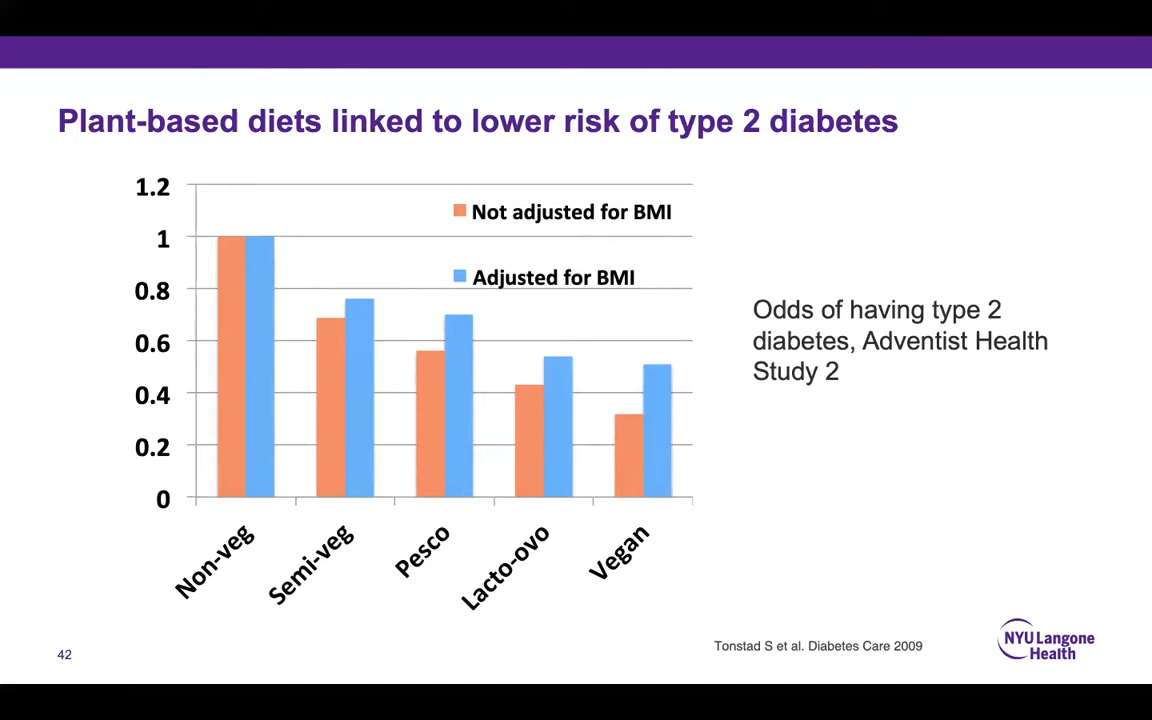 Plant-based diets linked to lower risk of type 2 diabetes
1.2
1
0.8
0.6
0.4
0.2
0
Not adjusted for BMI
Adjusted for BMI
Non-veg
Semi-veg
Pesco
Lacto-ovo
Vegan
Odds of having type 2
diabetes, Adventist Health
Study 2
42
Tonstad S et al. Diabetes Care 2009
NYU Langone
Health